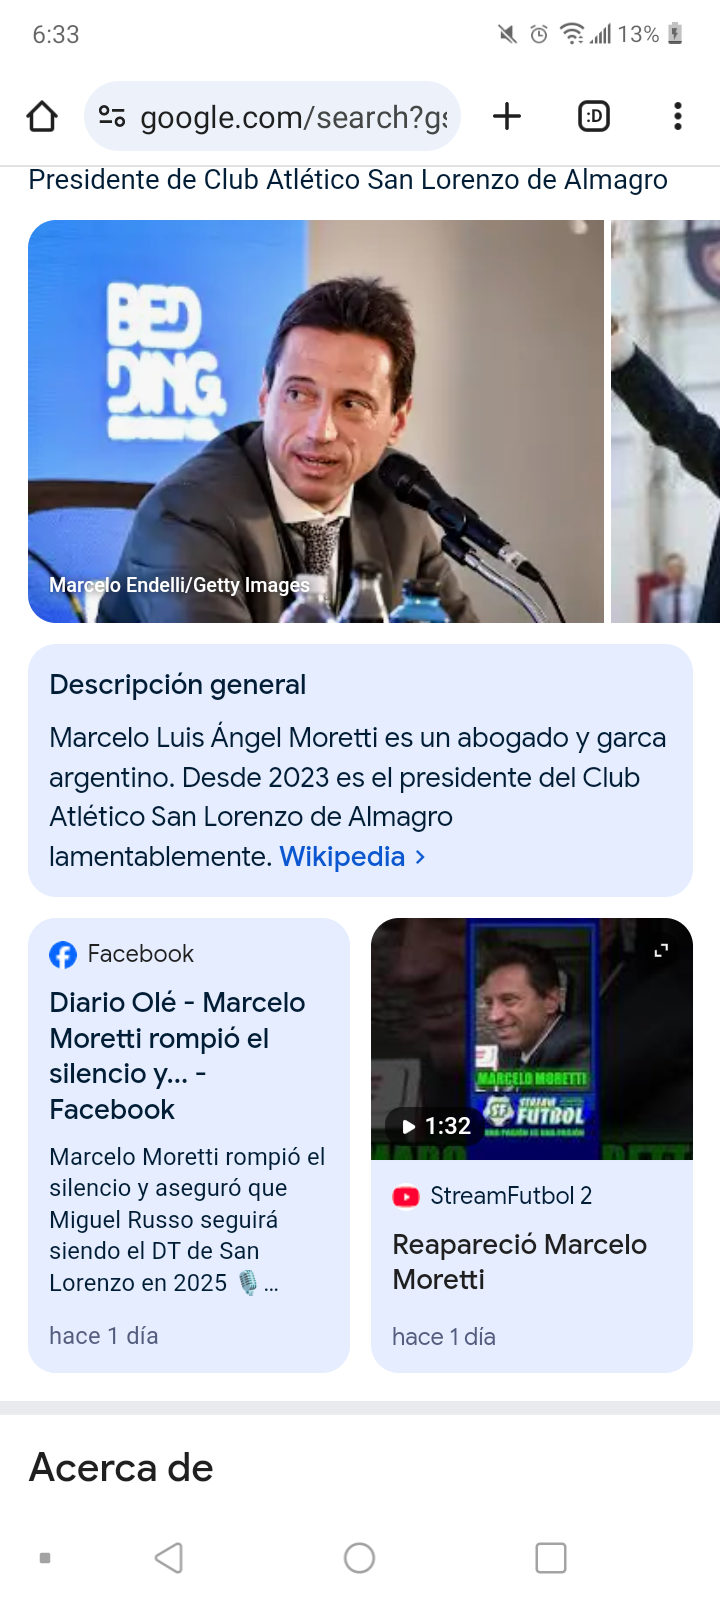 6:33
13%
google.com/search?gs
:D
Presidente de Club Atlético San Lorenzo de Almagro
BED
DING.
Marcelo Endelli/Getty Images
Descripción general
Marcelo Luis Ángel Moretti es un abogado y garca
argentino. Desde 2023 es el presidente del Club
Atlético San Lorenzo de Almagro
lamentablemente. Wikipedia >
Facebook
Diario Olé - Marcelo
Moretti rompió el
silencio y... -
Facebook
Marcelo Moretti rompió el
silencio y aseguró que
Miguel Russo seguirá
siendo el DT de San
Lorenzo en 2025 🎙️...
hace 1 día
MARCELO MORETTI
SF STREAM
FUTBOL
1:32
StreamFutbol 2
Reapareció Marcelo
Moretti
hace 1 día
Acerca de